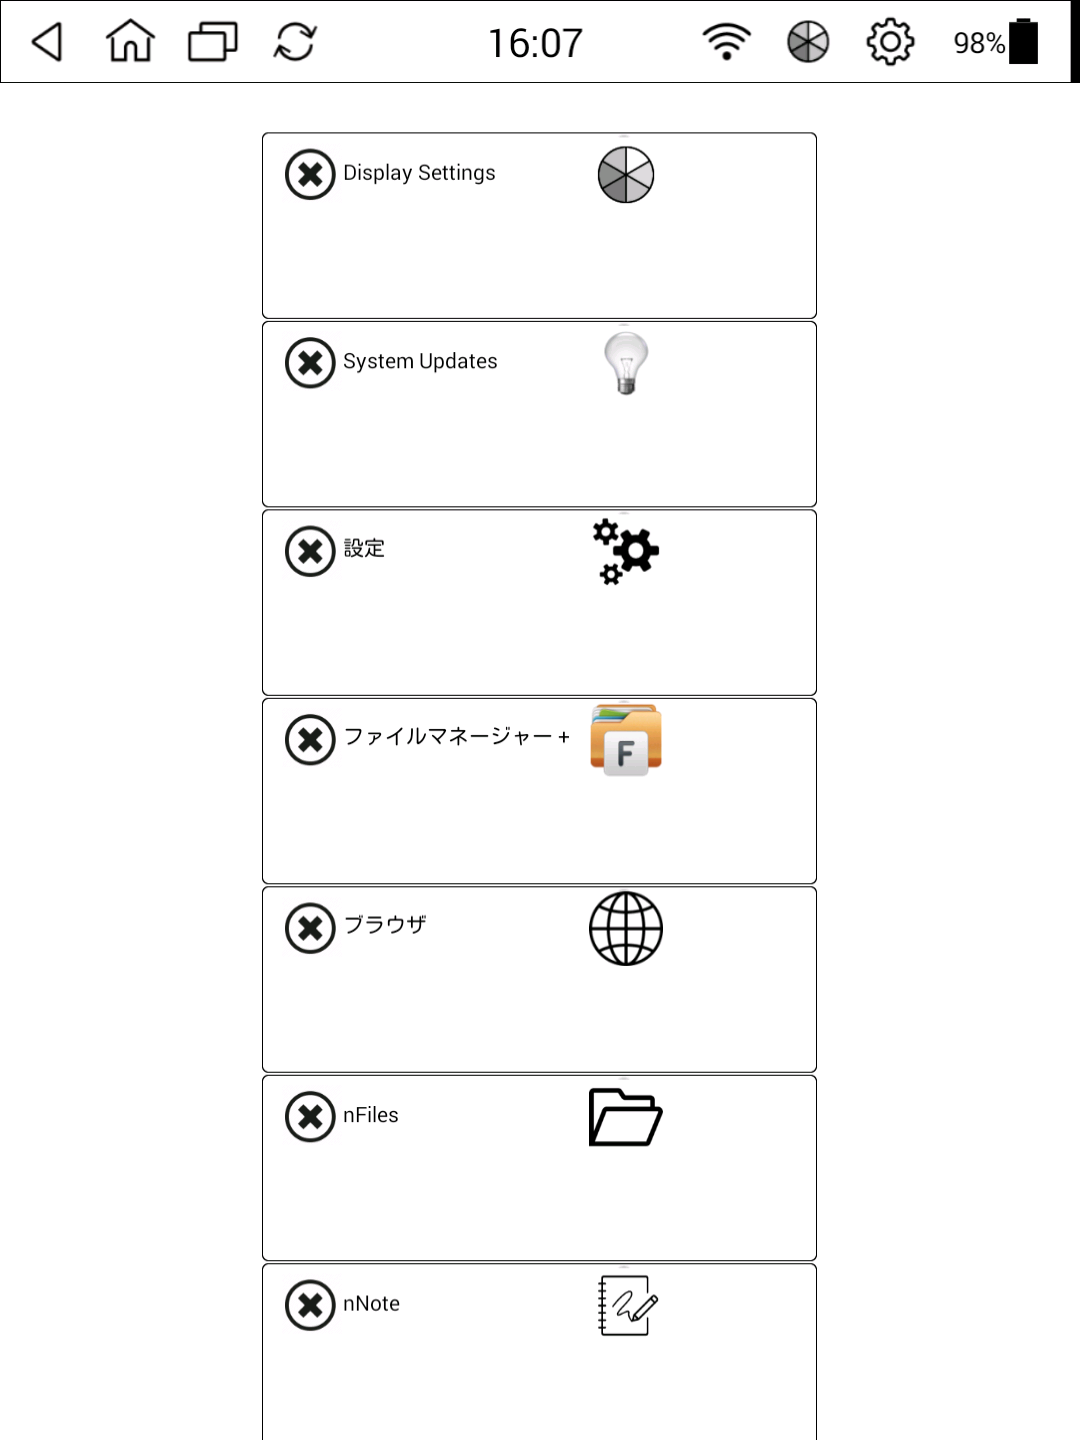 16:07
98%
Display Settings
System Updates
設定
ファイルマネージャー +
F
ブラウザ
nFiles
nNote